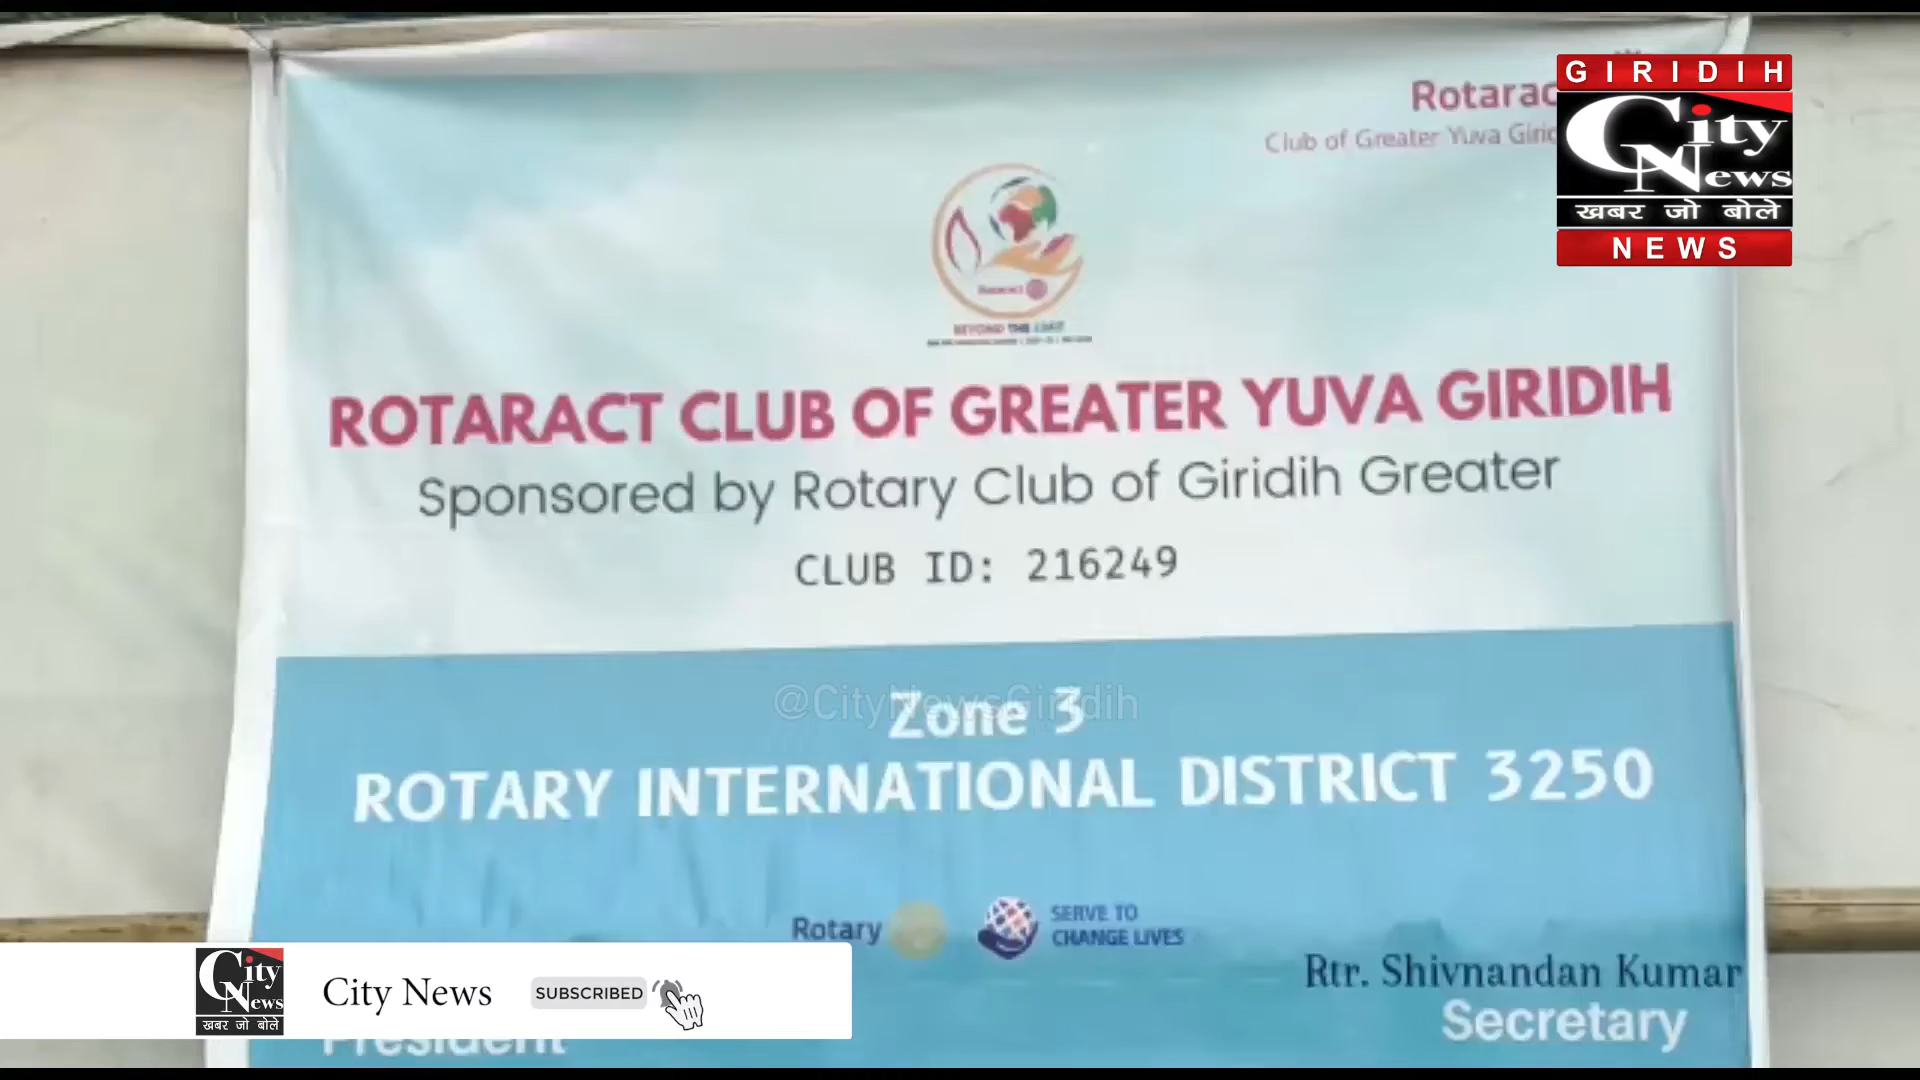 Rotarac
Club of Greater Yuva Girid
GIRIDIH
City
News
खबर जो बोले
NEWS
BEYOND THE
ROTARACT CLUB OF GREATER YUVA GIRIDIH
Sponsored by Rotary Club of Giridih Greater
CLUB ID: 216249
@CityNewsGiridih
Zone 3
ROTARY INTERNATIONAL DISTRICT 3250
Rotary
SERVE TO
CHANGE LIVES
Rtr. Shivnandan Kumar
Secretary
City
News
खबर जो बोले
City News
SUBSCRIBED
President